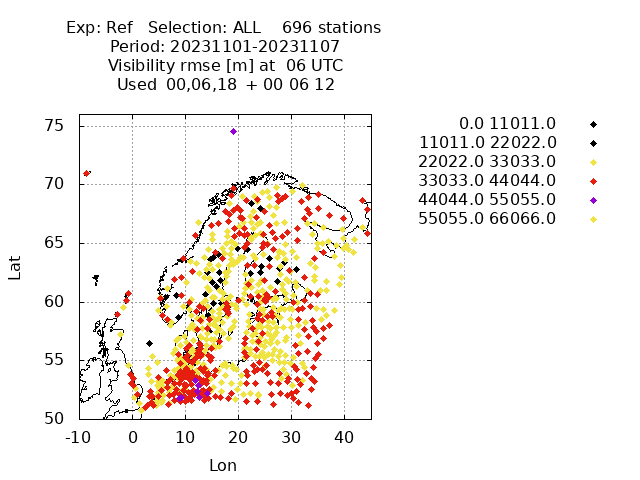 Exp: Ref   Selection: ALL    696 stations
Period: 20231101-20231107
Visibility rmse [m] at  06 UTC
Used  00,06,18  + 00 06 12
0.0 11011.0
11011.0 22022.0
22022.0 33033.0
33033.0 44044.0
44044.0 55055.0
55055.0 66066.0
75
70
65
60
55
50
Lat
-10 0 10 20 30 40
Lon